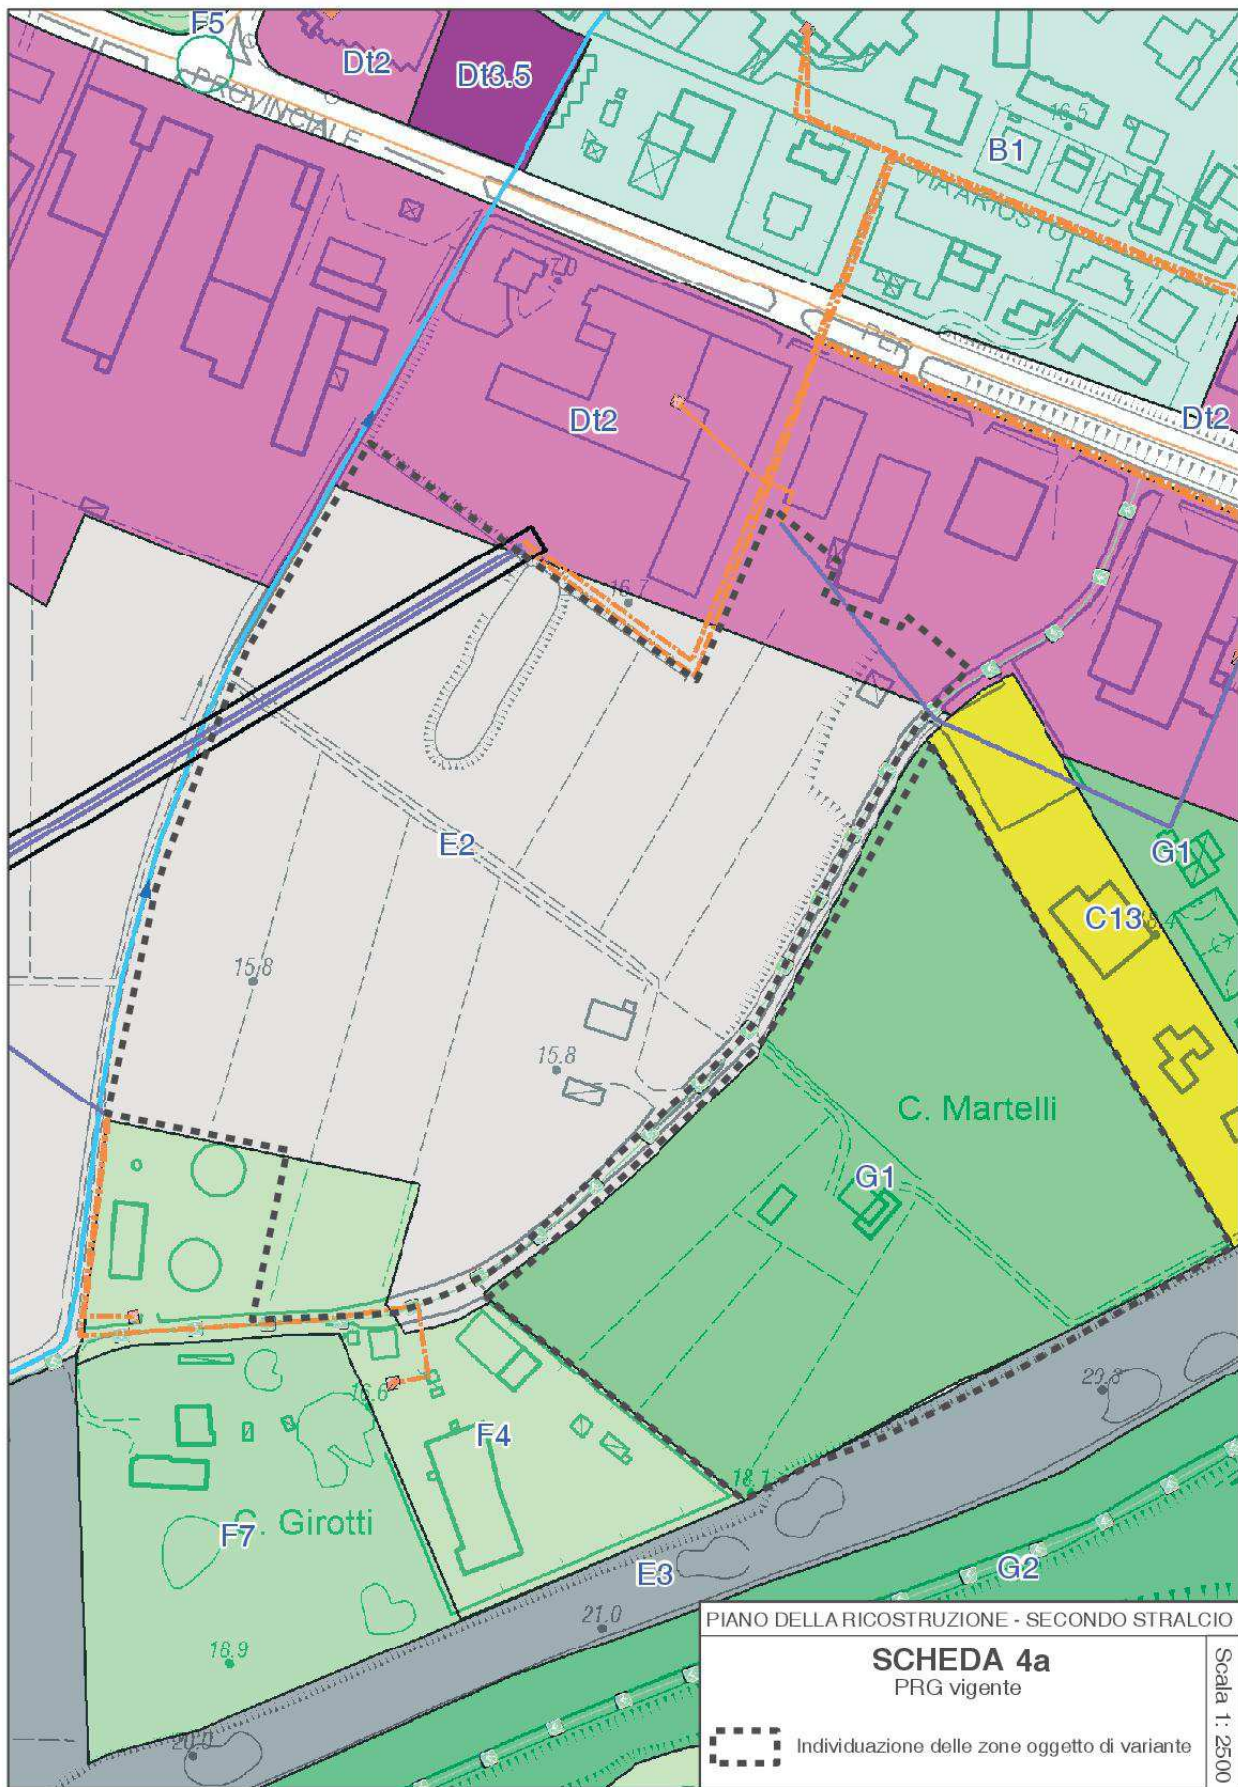 F5
Dt2
Dt3.5
PROVINCIALE
16.5
B1
VIA ARIOSTO
PER
Dt2
Dt2
16.7
E2
G1
C13
15.8
15.8
C. Martelli
G1
20.8
16.6
F4
18.1
C. Girotti
F7
E3
G2
21.0
18.9
20.0
PIANO DELLA RICOSTRUZIONE - SECONDO STRALCIO
SCHEDA 4a
PRG vigente
Individuazione delle zone oggetto di variante
Scala 1: 2500